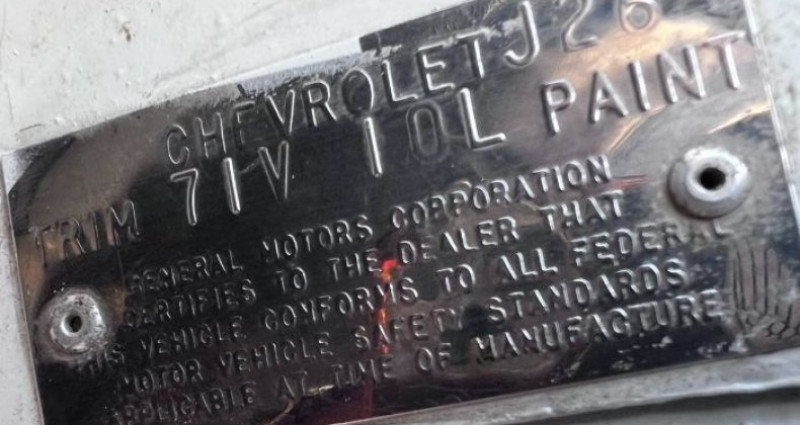 CHEVROLET J26
TRIM 71V 10L PAINT
GENERAL MOTORS CORPORATION
CERTIFIES TO THE DEALER THAT
THIS VEHICLE CONFORMS TO ALL FEDERAL
MOTOR VEHICLE SAFETY STANDARDS
APPLICABLE AT TIME OF MANUFACTURE